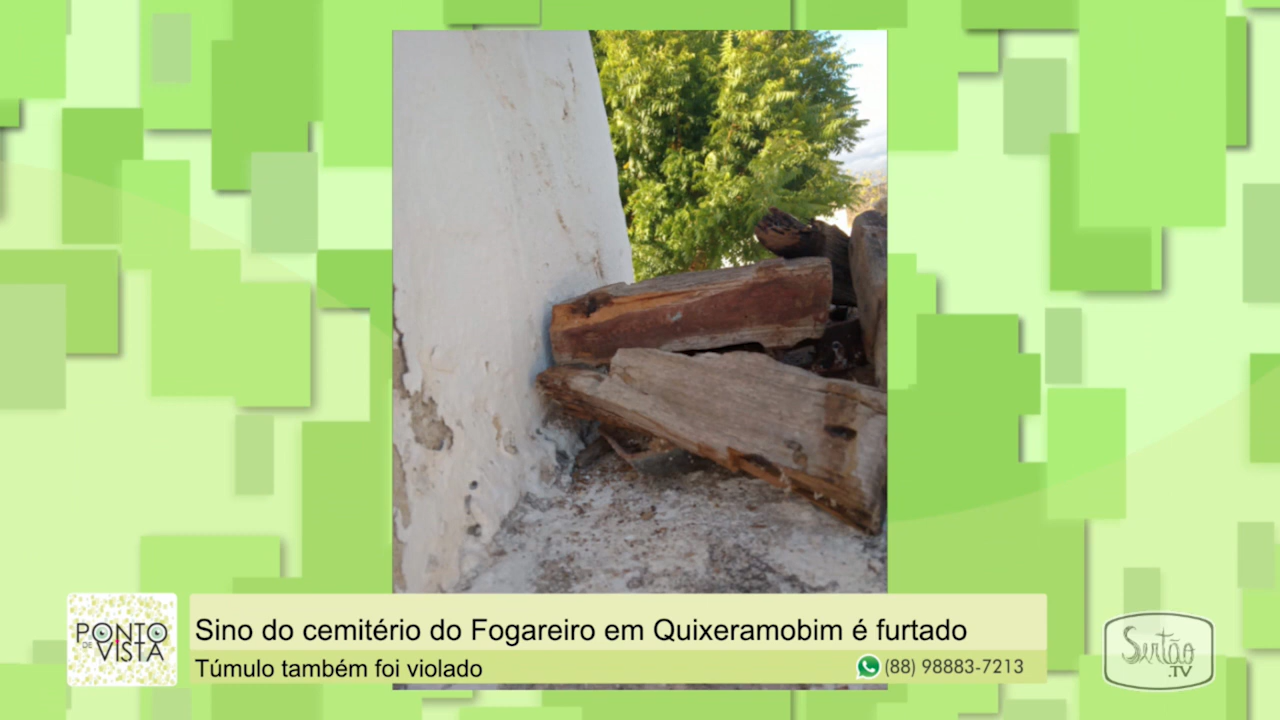 Sino do cemitério do Fogareiro em Quixeramobim é furtado
Túmulo também foi violado
(88) 98883-7213
PONTO
DE VISTA
Sertão
.TV